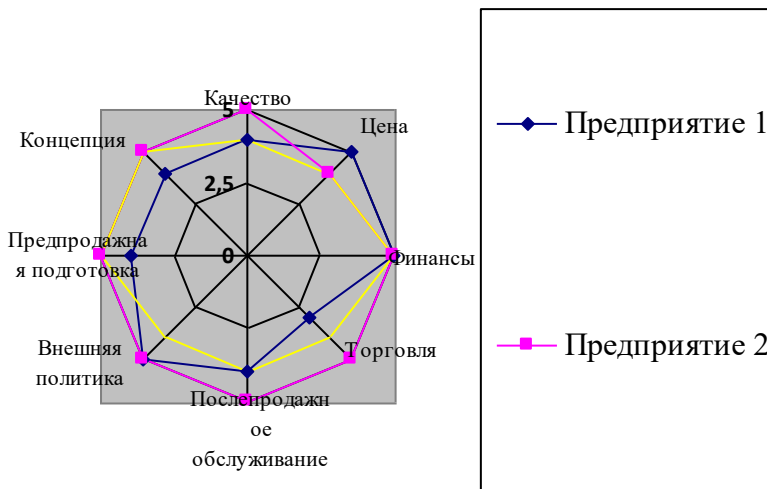 Качество
5
Цена
Концепция
2,5
Предпродажна
я подготовка
0
Финансы
Внешняя
политика
Торговля
Послепродажн
ое
обслуживание
Предприятие 1
Предприятие 2